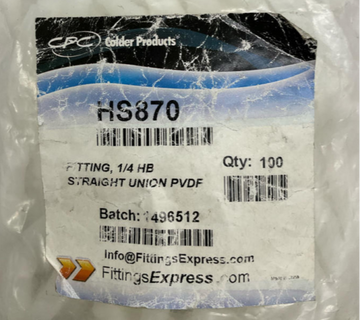 CPC Colder Products
HS870
FITTING, 1/4 HB
STRAIGHT UNION PVDF
Qty: 100
Batch: 1496512
info@FittingsExpress.com
FittingsExpress.com